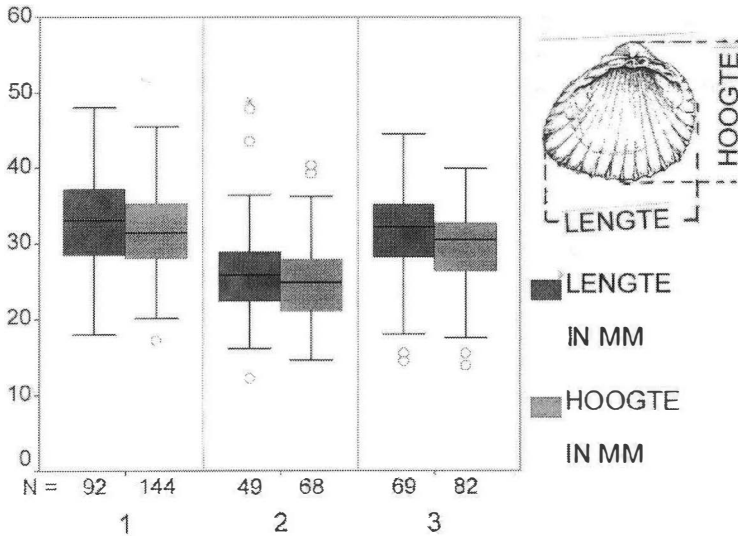 60
50
40
30
20
10
0
N = 92 144 49 68 69 82
1 2 3
HOOGTE
LENGTE
LENGTE
IN MM
HOOGTE
IN MM